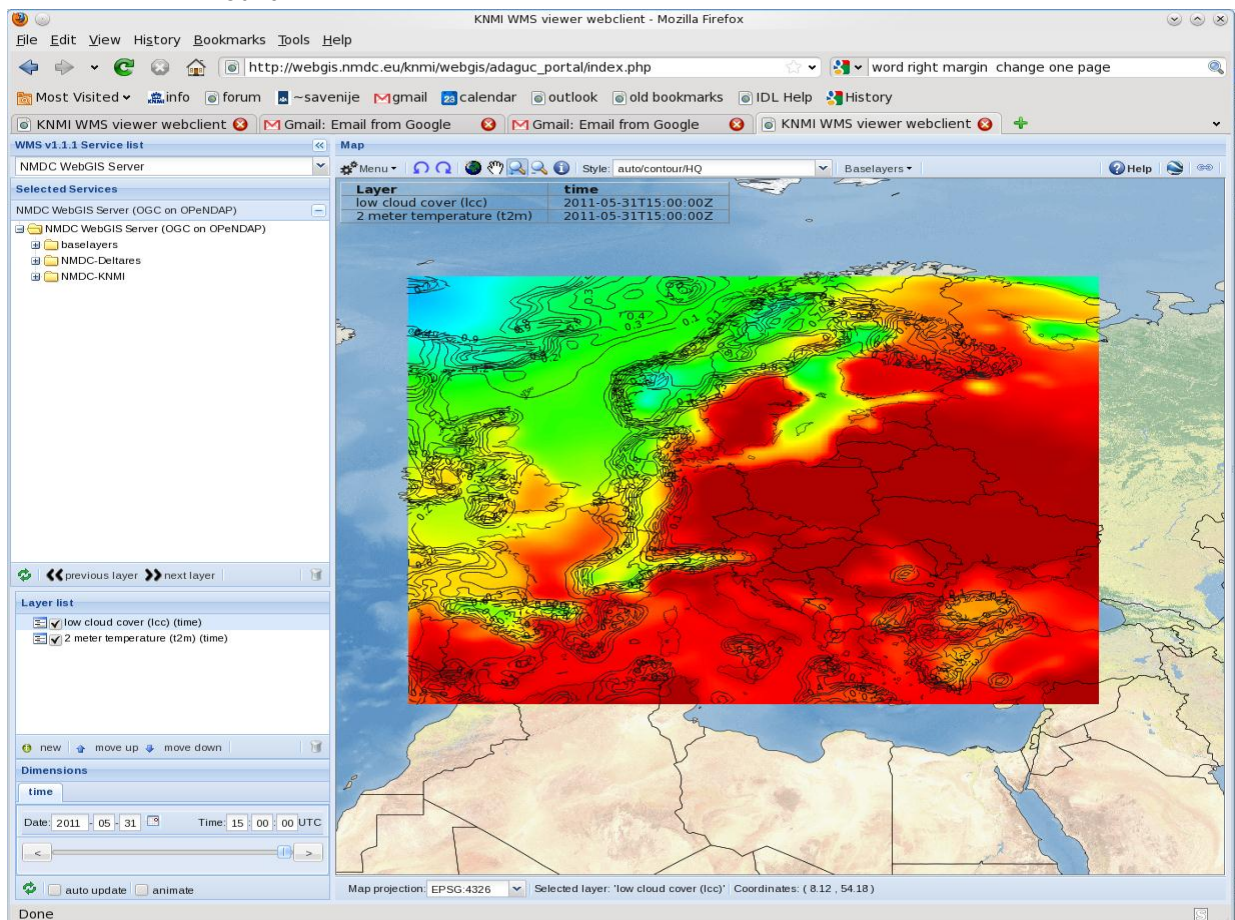 KNMI WMS viewer webclient - Mozilla Firefox
File Edit View History Bookmarks Tools Help
http://webgis.nmdc.eu/knmi/webgis/adaguc_portal/index.php
word right margin change one page
Most Visited info forum ~savenije gmail calendar outlook old bookmarks IDL Help History
KNMI WMS viewer webclient Gmail: Email from Google Gmail: Email from Google KNMI WMS viewer webclient
WMS v1.1.1 Service list
NMDC WebGIS Server
Selected Services
NMDC WebGIS Server (OGC on OPeNDAP)
NMDC WebGIS Server (OGC on OPeNDAP)
baselayers
NMDC-Deltares
NMDC-KNMI
previous layer next layer
Layer list
low cloud cover (lcc) (time)
2 meter temperature (t2m) (time)
new move up move down
Dimensions
time
Date: 2011 - 05 - 31 Time: 15 : 00 : 00 UTC
< >
auto update animate
Map
Menu Style: auto/contour/HQ Baselayers Help
Layer time
low cloud cover (lcc) 2011-05-31T15:00:00Z
2 meter temperature (t2m) 2011-05-31T15:00:00Z
0.3
0.4
0.3
0.1
Map projection: EPSG:4326 Selected layer: 'low cloud cover (lcc)' Coordinates: ( 8.12 , 54.18 )
Done